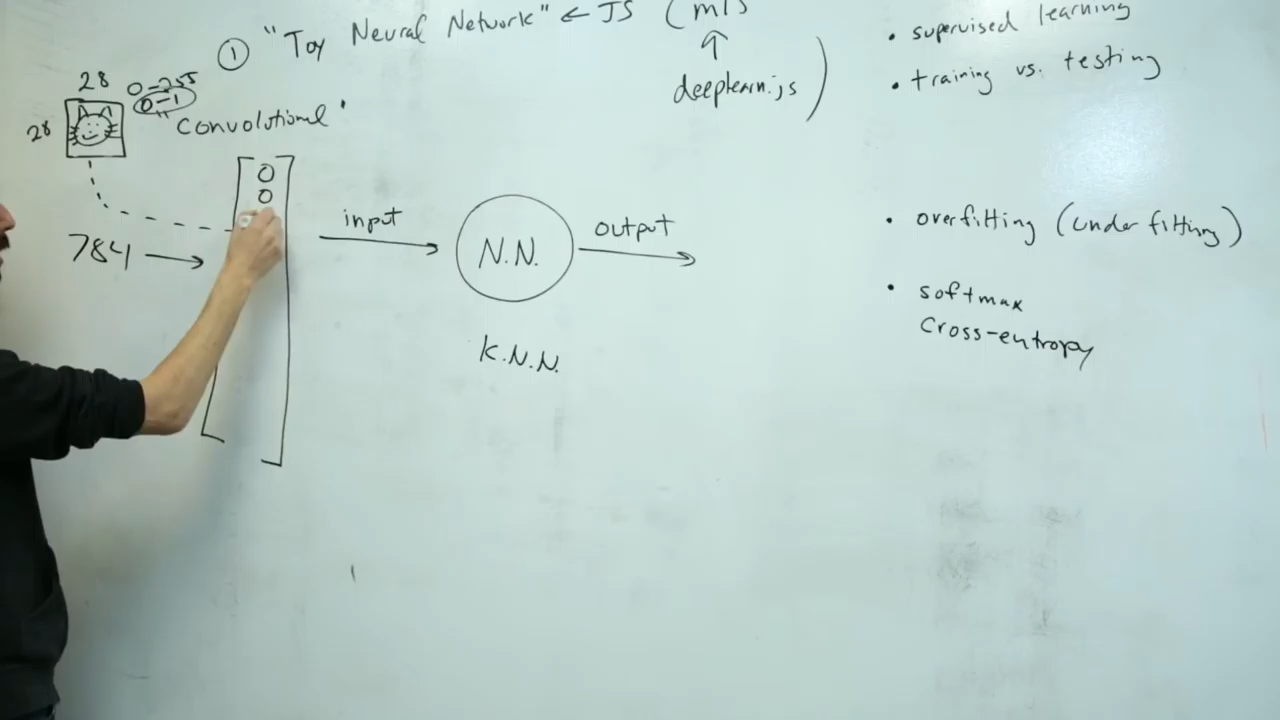 ① "Toy Neural Network" ← JS (
deeplearn.js )
28
0-255
0-1
28
"Convolutional"
784 →
0
0
input
N.N.
output
K.N.N.
• supervised learning
• training vs. testing
• overfitting (underfitting)
• softmax
cross-entropy